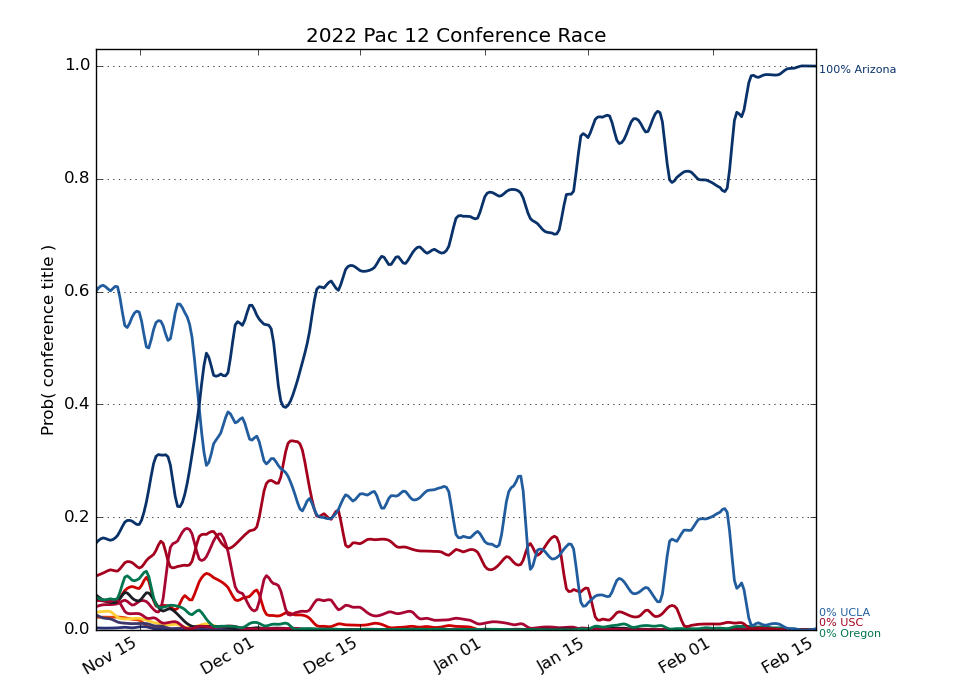 2022 Pac 12 Conference Race
Prob( conference title )
1.0
0.8
0.6
0.4
0.2
0.0
Nov 15
Dec 01
Dec 15
Jan 01
Jan 15
Feb 01
Feb 15
100% Arizona
0% UCLA
0% USC
0% Oregon